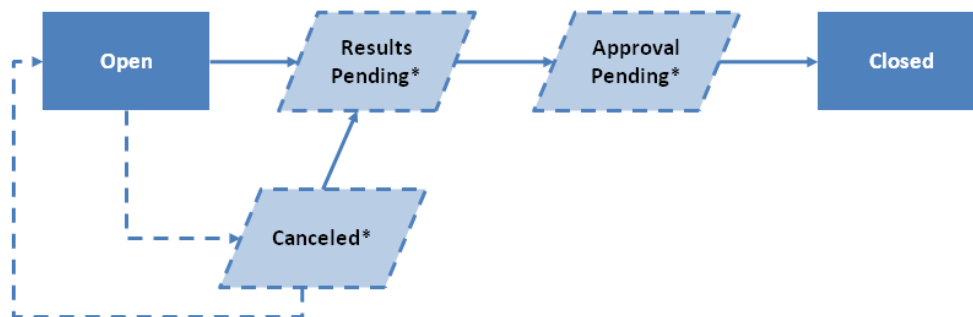 Open
Results
Pending*
Approval
Pending*
Closed
Canceled*